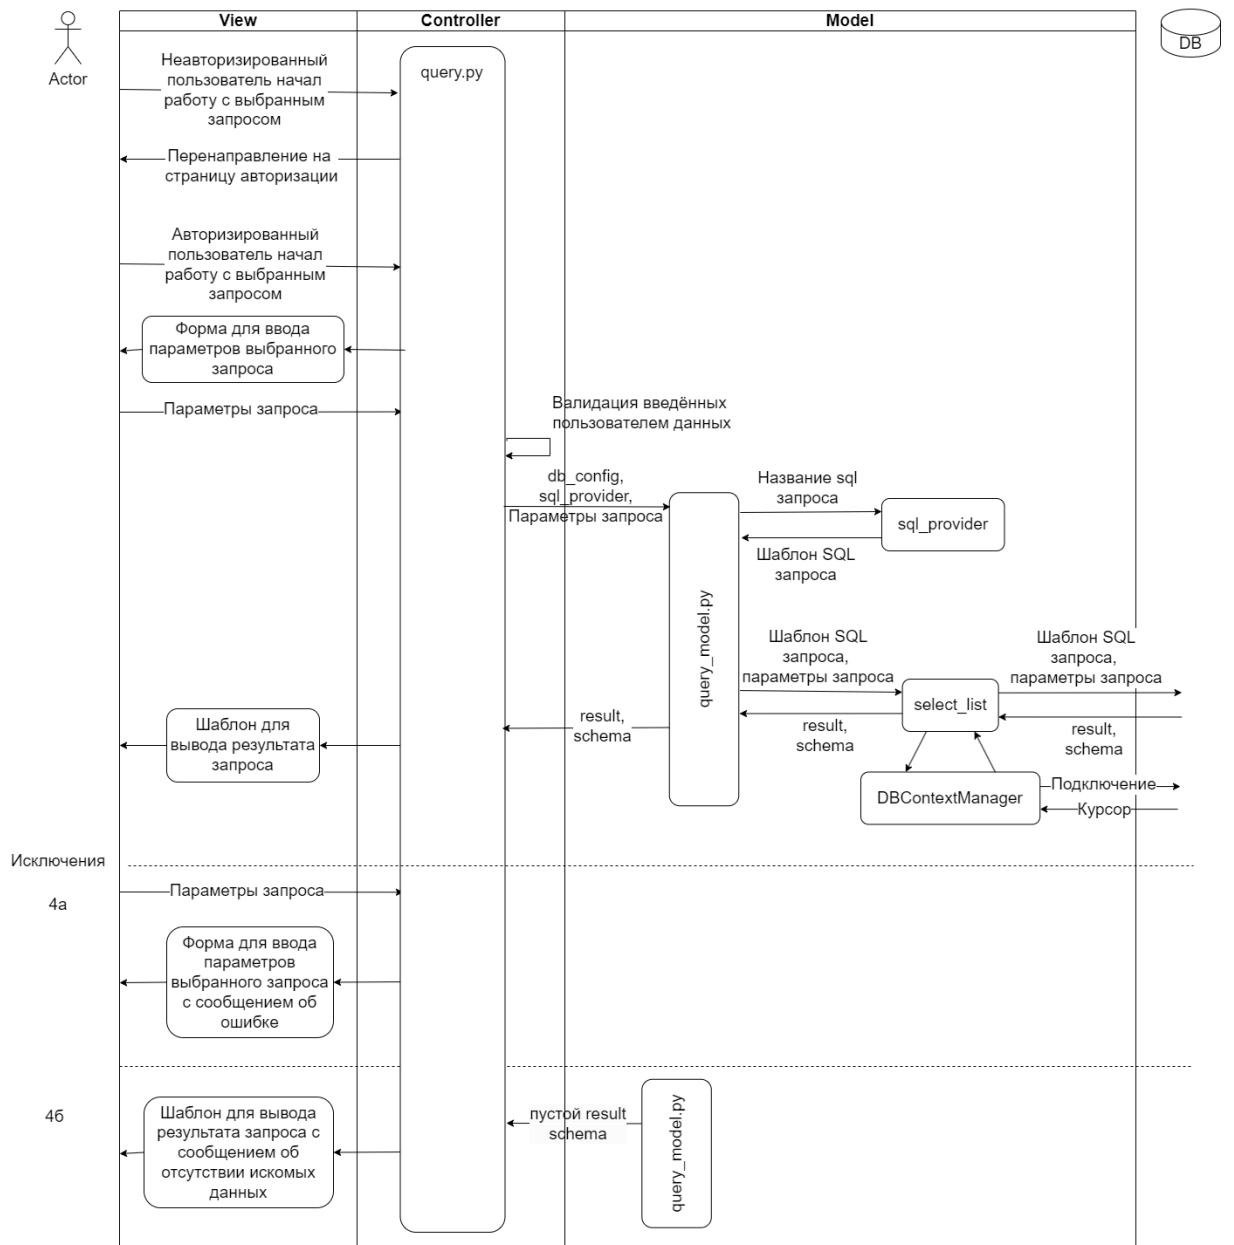 View
Controller
Model
Actor
DB
query.py
Неавторизированный
пользователь начал
работу с выбранным
запросом
Перенаправление на
страницу авторизации
Авторизированный
пользователь начал
работу с выбранным
запросом
Форма для ввода
параметров выбранного
запроса
Параметры запроса
Валидация введённых
пользователем данных
db_config,
sql_provider,
Параметры запроса
Название sql
запроса
sql_provider
Шаблон SQL
запроса
query_model.py
Шаблон SQL
запроса,
параметры запроса
Шаблон SQL
запроса,
параметры запроса
select_list
result,
schema
result,
schema
result,
schema
Шаблон для
вывода результата
запроса
DBContextManager
Подключение
Курсор
Исключения
Параметры запроса
4а
Форма для ввода
параметров
выбранного запроса
с сообщением об
ошибке
4б
Шаблон для вывода
результата запроса с
сообщением об
отсутствии искомых
данных
пустой result
schema
query_model.py